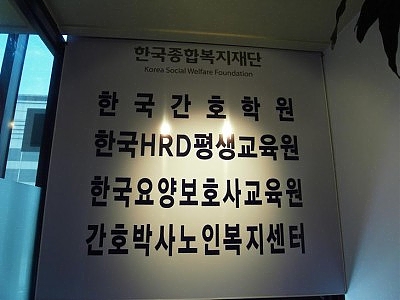 한국종합복지재단
Korea Social Welfare Foundation
한국간호학원
한국HRD평생교육원
한국요양보호사교육원
간호박사노인복지센터